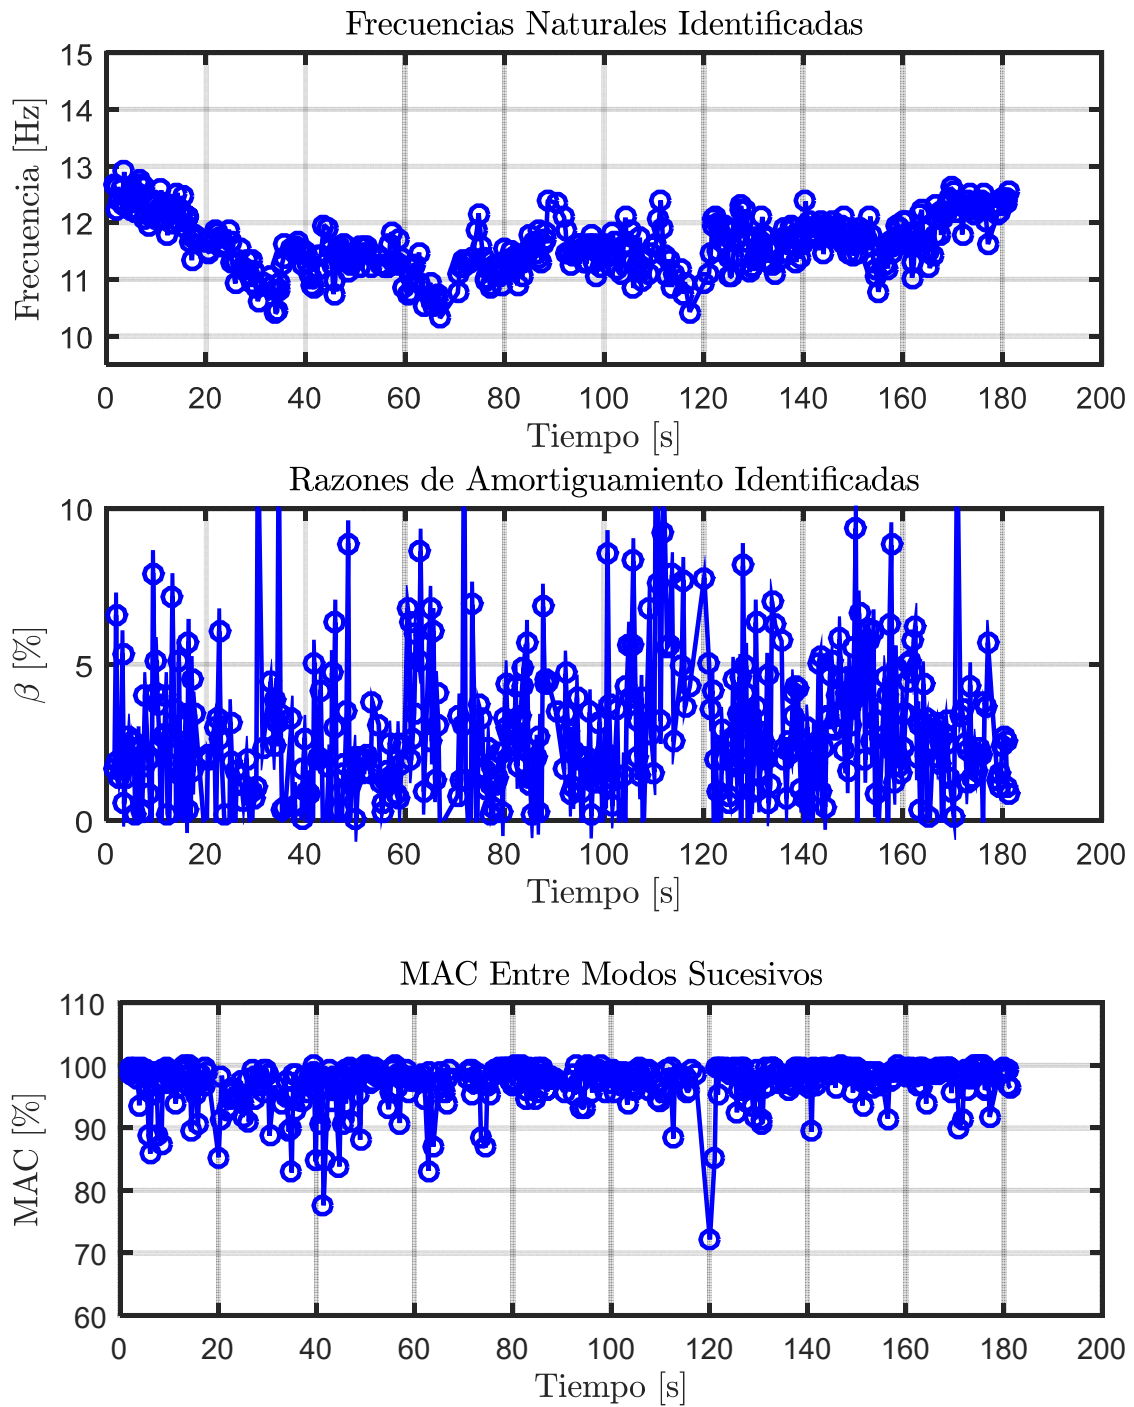 Frecuencias Naturales Identificadas
Frecuencia [Hz]
15
14
13
12
11
10
0 20 40 60 80 100 120 140 160 180 200
Tiempo [s]
Razones de Amortiguamiento Identificadas
β [%]
10
5
0
0 20 40 60 80 100 120 140 160 180 200
Tiempo [s]
MAC Entre Modos Sucesivos
MAC [%]
110
100
90
80
70
60
0 20 40 60 80 100 120 140 160 180 200
Tiempo [s]